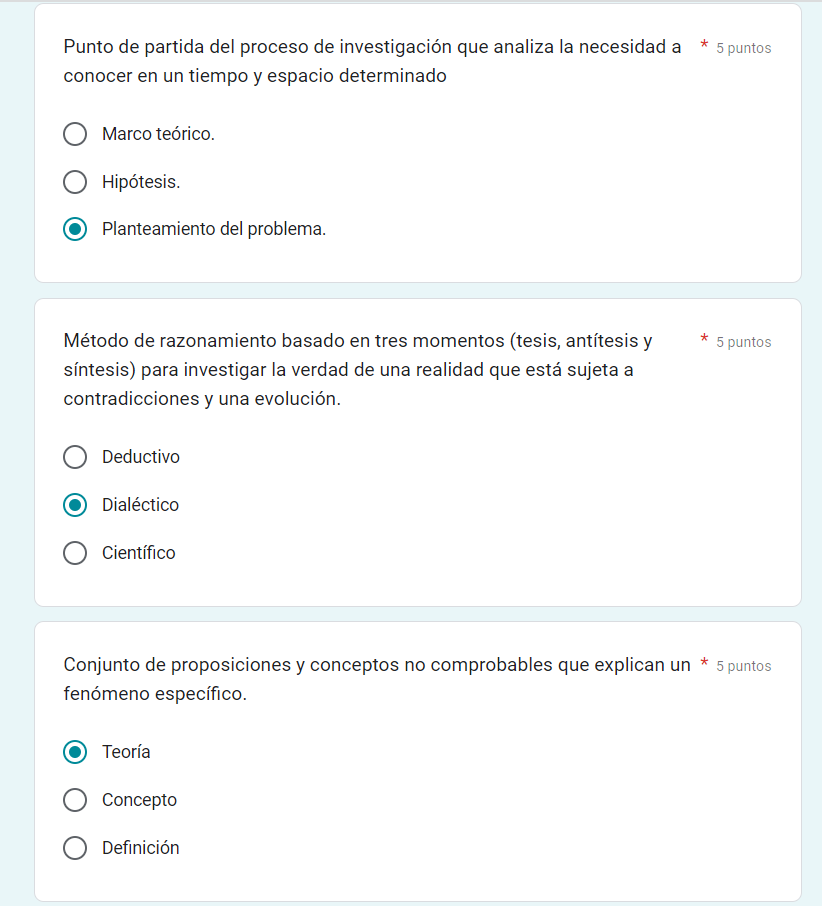 Punto de partida del proceso de investigación que analiza la necesidad a * 5 puntos
conocer en un tiempo y espacio determinado
Marco teórico.
Hipótesis.
Planteamiento del problema.
Método de razonamiento basado en tres momentos (tesis, antítesis y * 5 puntos
síntesis) para investigar la verdad de una realidad que está sujeta a
contradicciones y una evolución.
Deductivo
Dialéctico
Científico
Conjunto de proposiciones y conceptos no comprobables que explican un * 5 puntos
fenómeno específico.
Teoría
Concepto
Definición